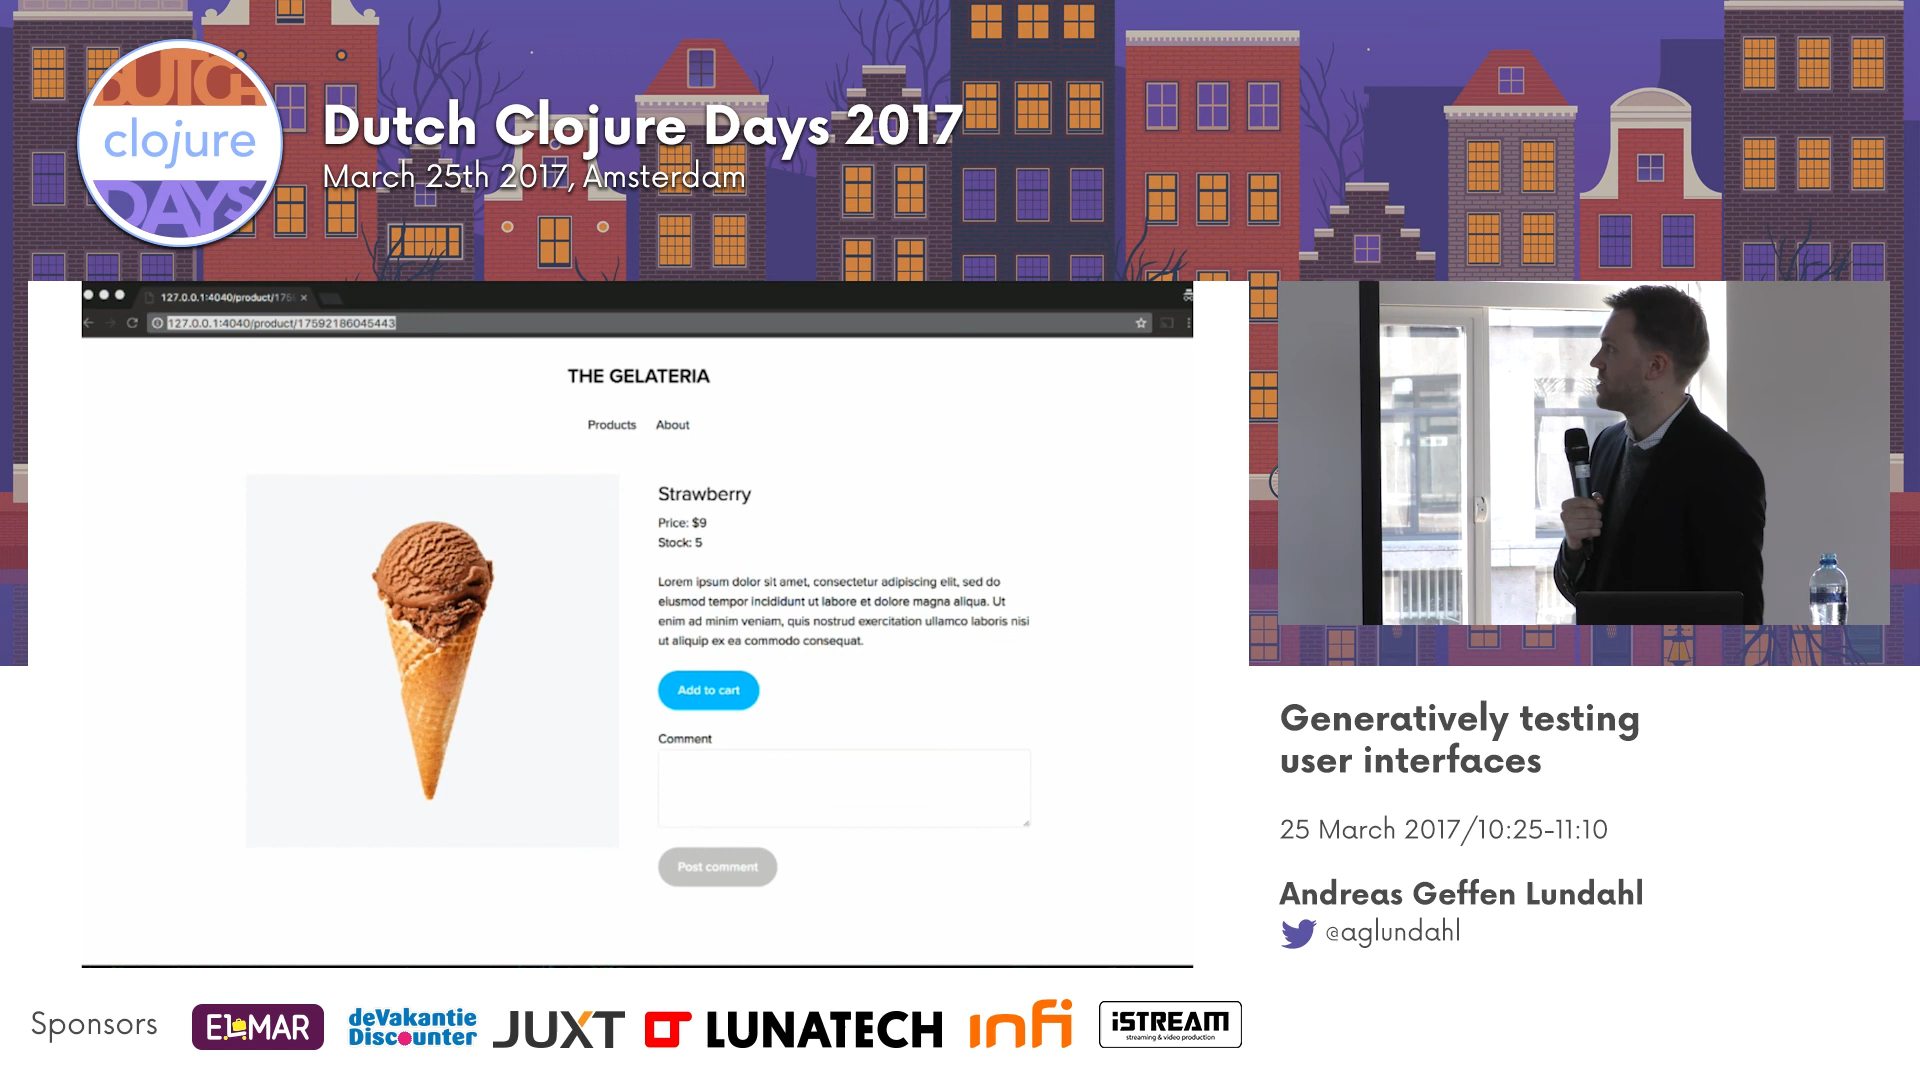 DUTCH
clojure
DAYS
Dutch Clojure Days 2017
March 25th 2017, Amsterdam
127.0.0.1:4040/product/175
127.0.0.1:4040/product/17592186045443
THE GELATERIA
Products About
Strawberry
Price: $9
Stock: 5
Lorem ipsum dolor sit amet, consectetur adipiscing elit, sed do
eiusmod tempor incididunt ut labore et dolore magna aliqua. Ut
enim ad minim veniam, quis nostrud exercitation ullamco laboris nisi
ut aliquip ex ea commodo consequat.
Add to cart
Comment
Post comment
Generatively testing
user interfaces
25 March 2017/10:25-11:10
Andreas Geffen Lundahl
@aglundahl
Sponsors
ELMAR
deVakantie
Discounter
JUXT
LUNATECH
infi
iSTREAM
streaming & video production